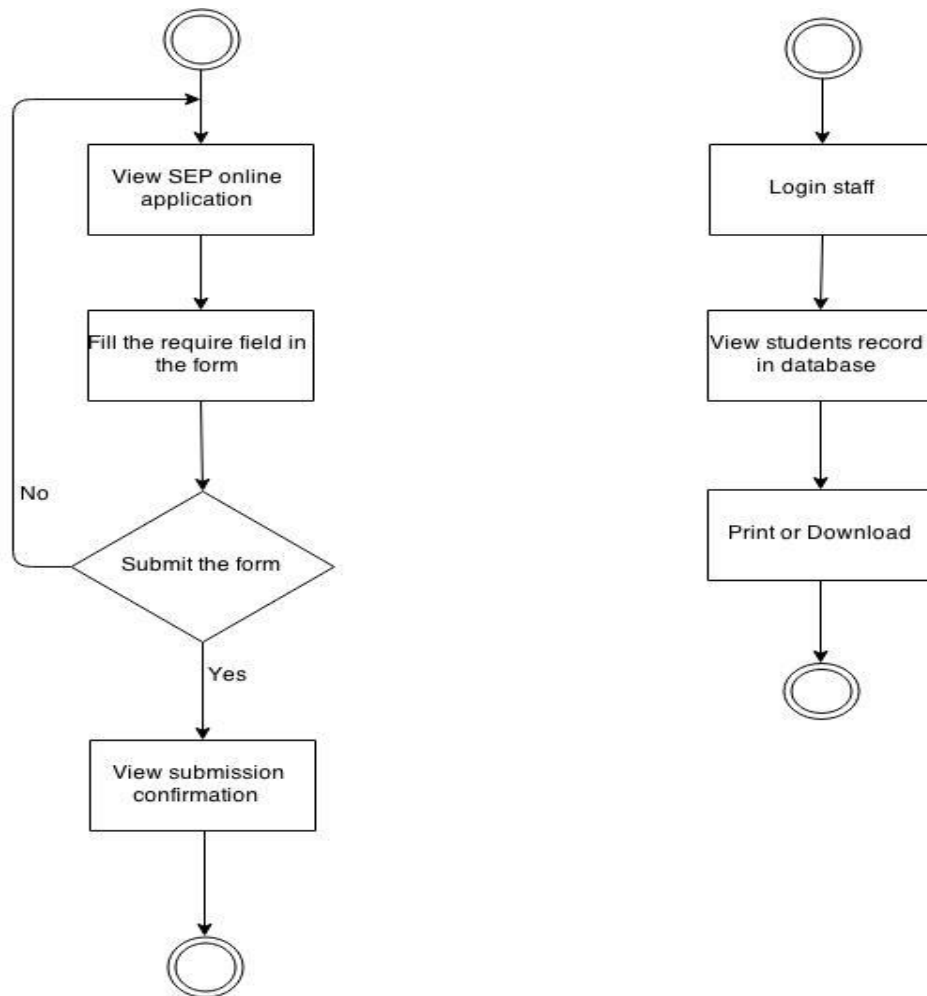 View SEP online
application
Fill the require field in
the form
No
Submit the form
Yes
View submission
confirmation
Login staff
View students record
in database
Print or Download